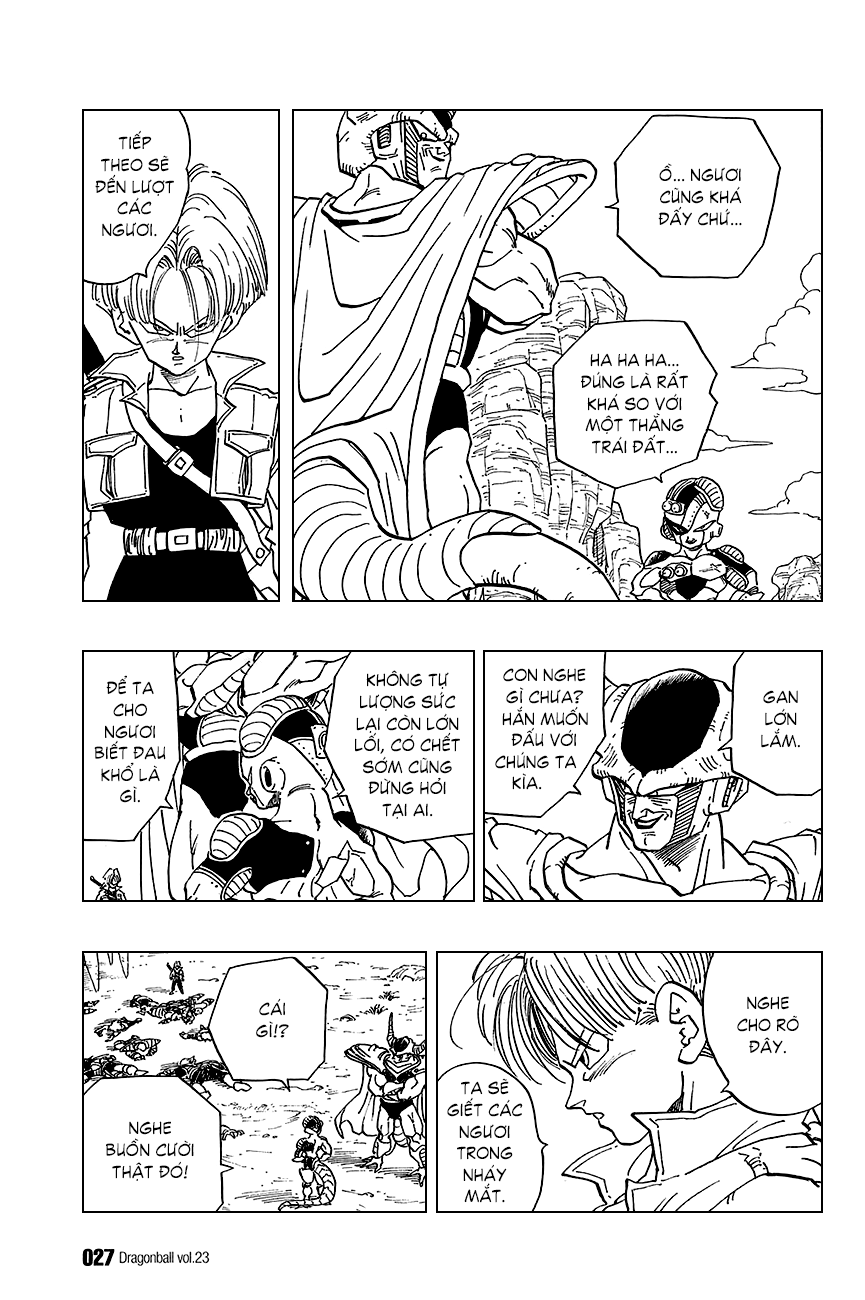 Ồ... NGƯƠI
CŨNG KHÁ
ĐẤY CHỨ...
HA HA HA...
ĐÚNG LÀ RẤT
KHÁ SO VỚI
MỘT THẰNG
TRÁI ĐẤT...
TIẾP
THEO SẼ
ĐẾN LƯỢT
CÁC
NGƯƠI.
GAN
LỚN
LẮM.
CON NGHE
GÌ CHƯA?
HẮN MUỐN
ĐẤU VỚI
CHÚNG TA
KÌA.
KHÔNG TỰ
LƯỢNG SỨC
LẠI CÒN LỚN
LỐI, CÓ CHẾT
SỚM CŨNG
ĐỪNG HỎI
TẠI AI.
ĐỂ TA
CHO
NGƯƠI
BIẾT ĐAU
KHỔ LÀ
GÌ.
NGHE
CHO RÕ
ĐÂY.
TA SẼ
GIẾT CÁC
NGƯƠI
TRONG
NHÁY
MẮT.
CÁI
GÌ!?
NGHE
BUỒN CƯỜI
THẬT ĐÓ!
027 Dragonball vol.23